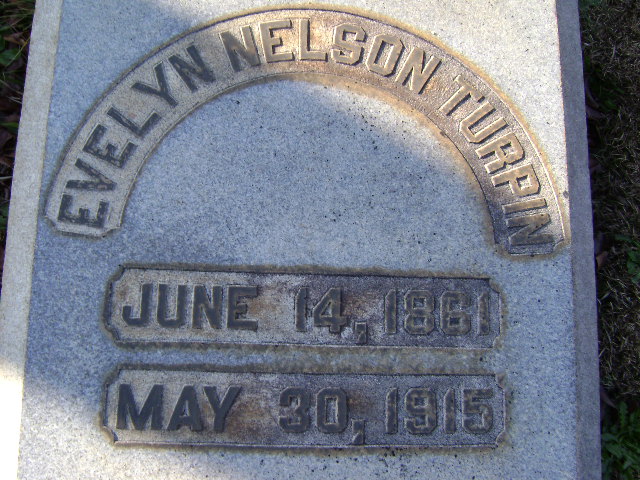 EVELYN NELSON TURPIN
JUNE 14, 1861
MAY 30, 1915